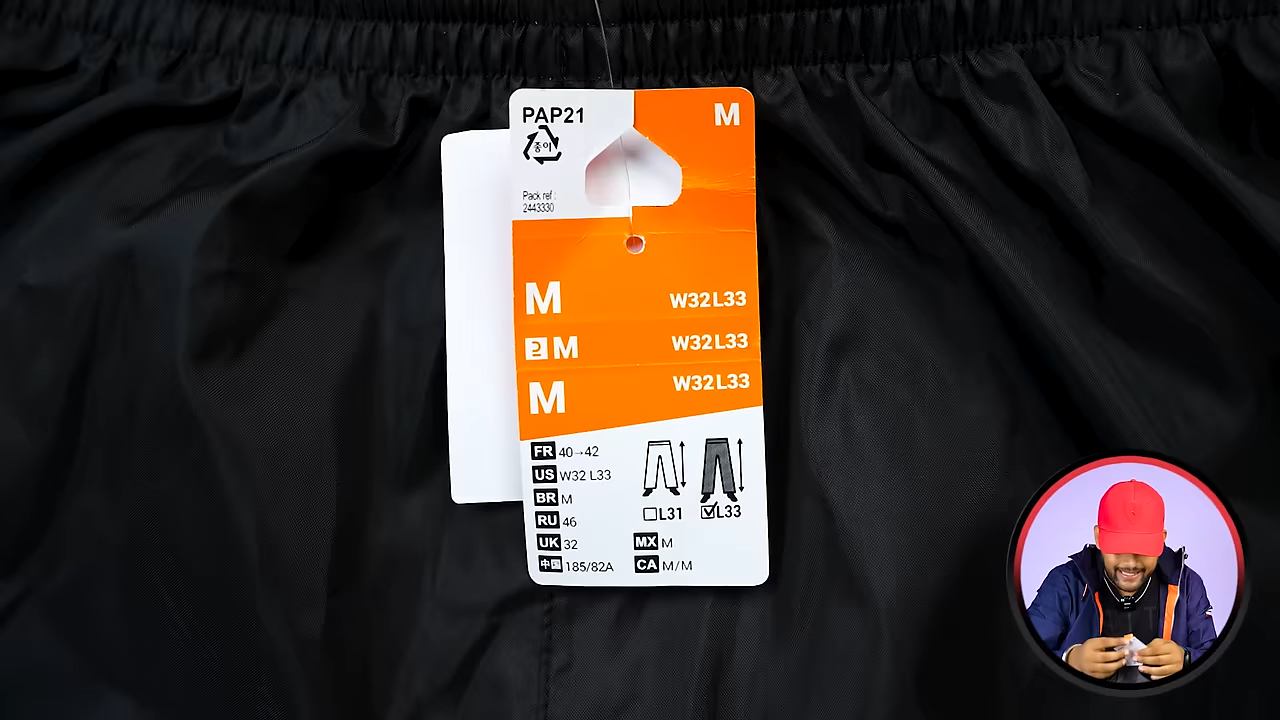 PAP21
M
종이
Pack ref :
2443330
M W32 L33
M W32 L33
M W32 L33
FR 40→42
US W32 L33
BR M
RU 46
UK 32
中国 185/82A
L31
L33
MX M
CA M/M